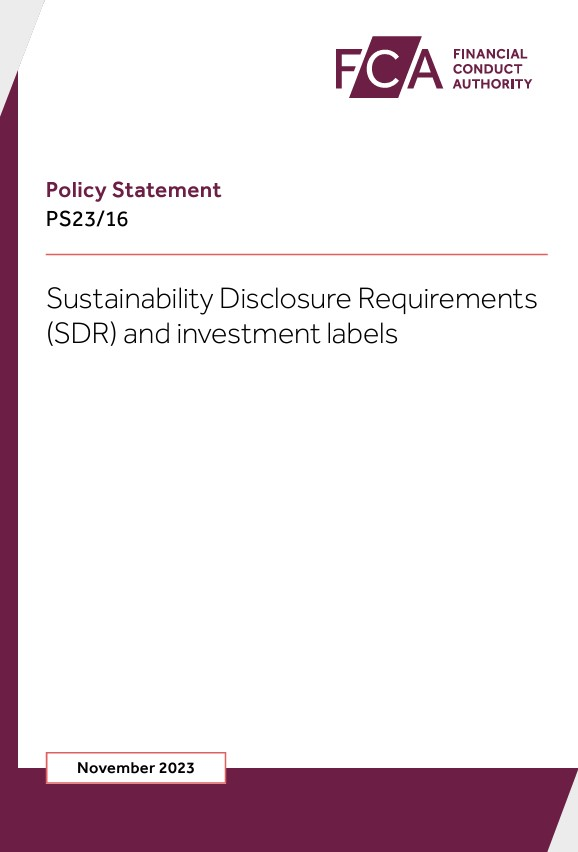 FCA
FINANCIAL
CONDUCT
AUTHORITY
Policy Statement
PS23/16
Sustainability Disclosure Requirements
(SDR) and investment labels
November 2023